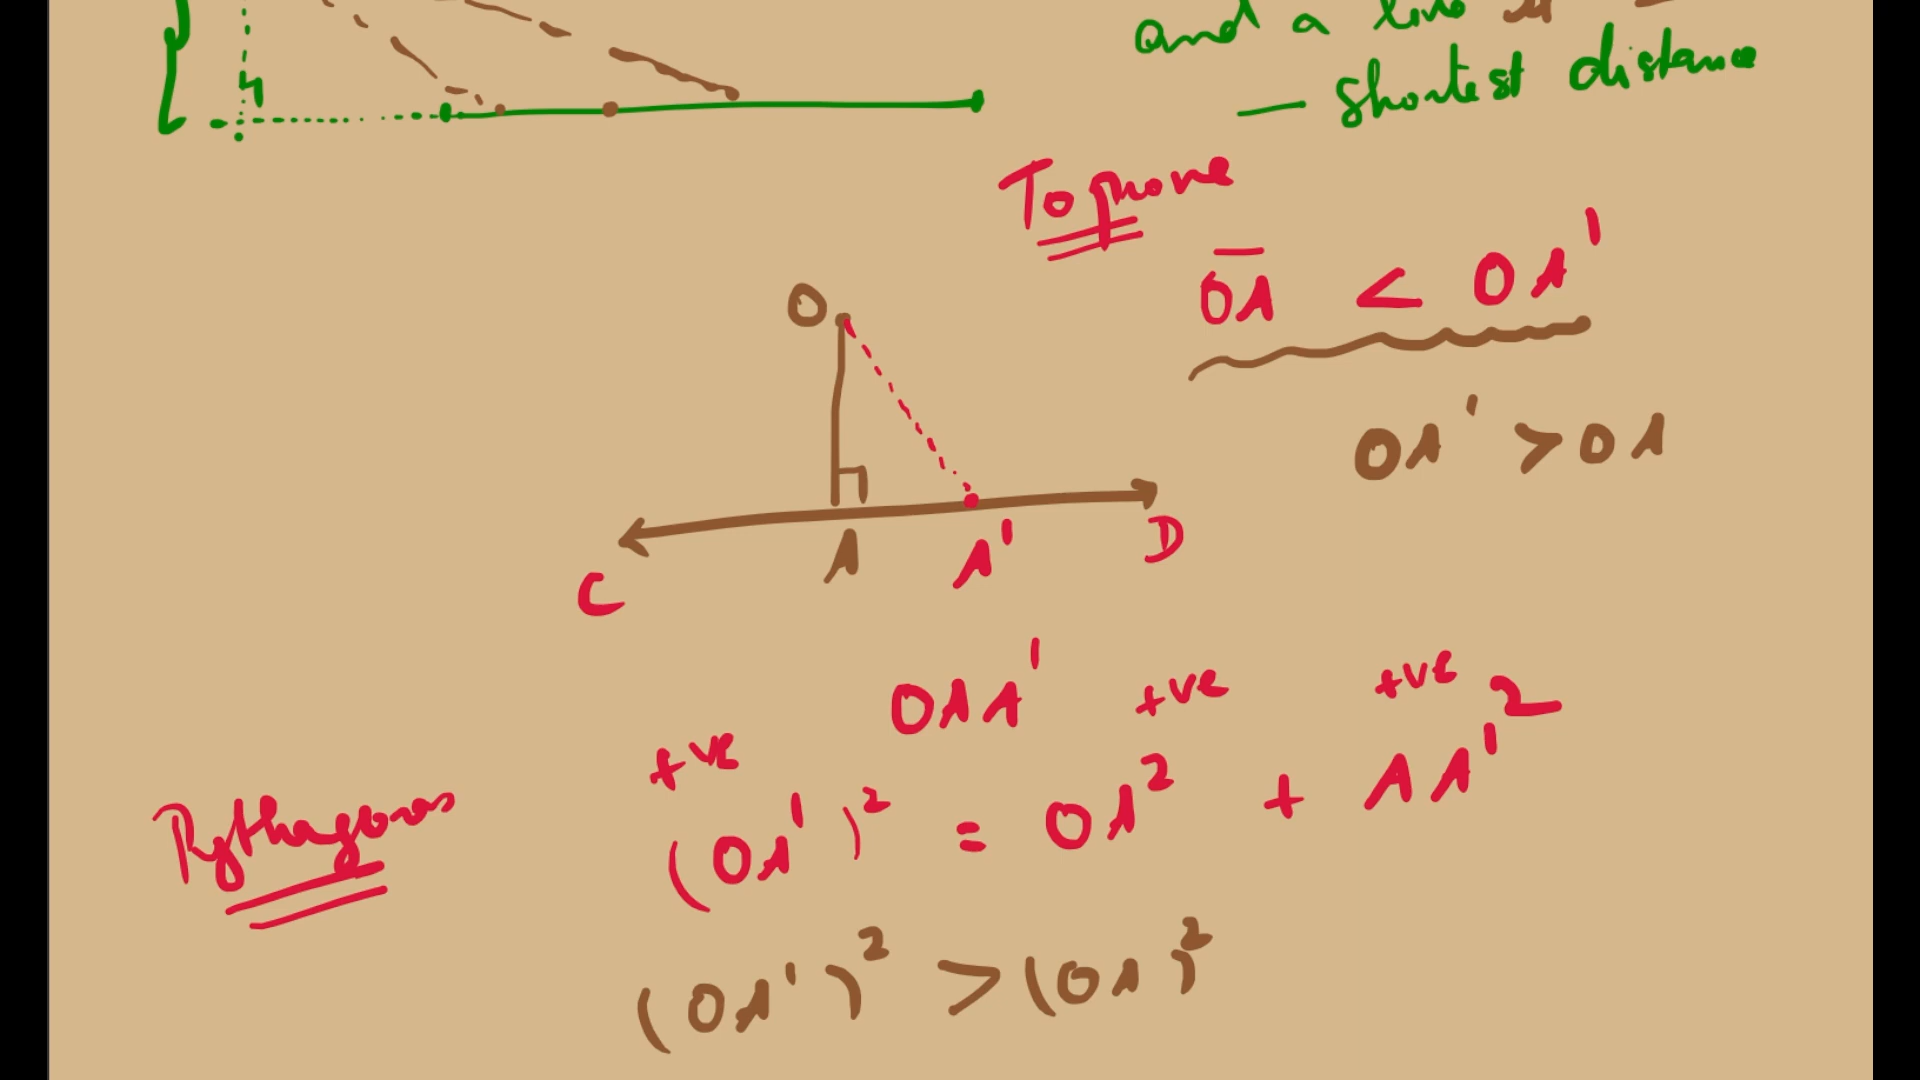 and a line
— Shortest distance
To prove
OA < OA'
O
OA' > OA
A A' D
C
OAA'
+ve +ve +ve
Pythagoras (OA')² = OA² + AA'²
(OA')² > (OA)²